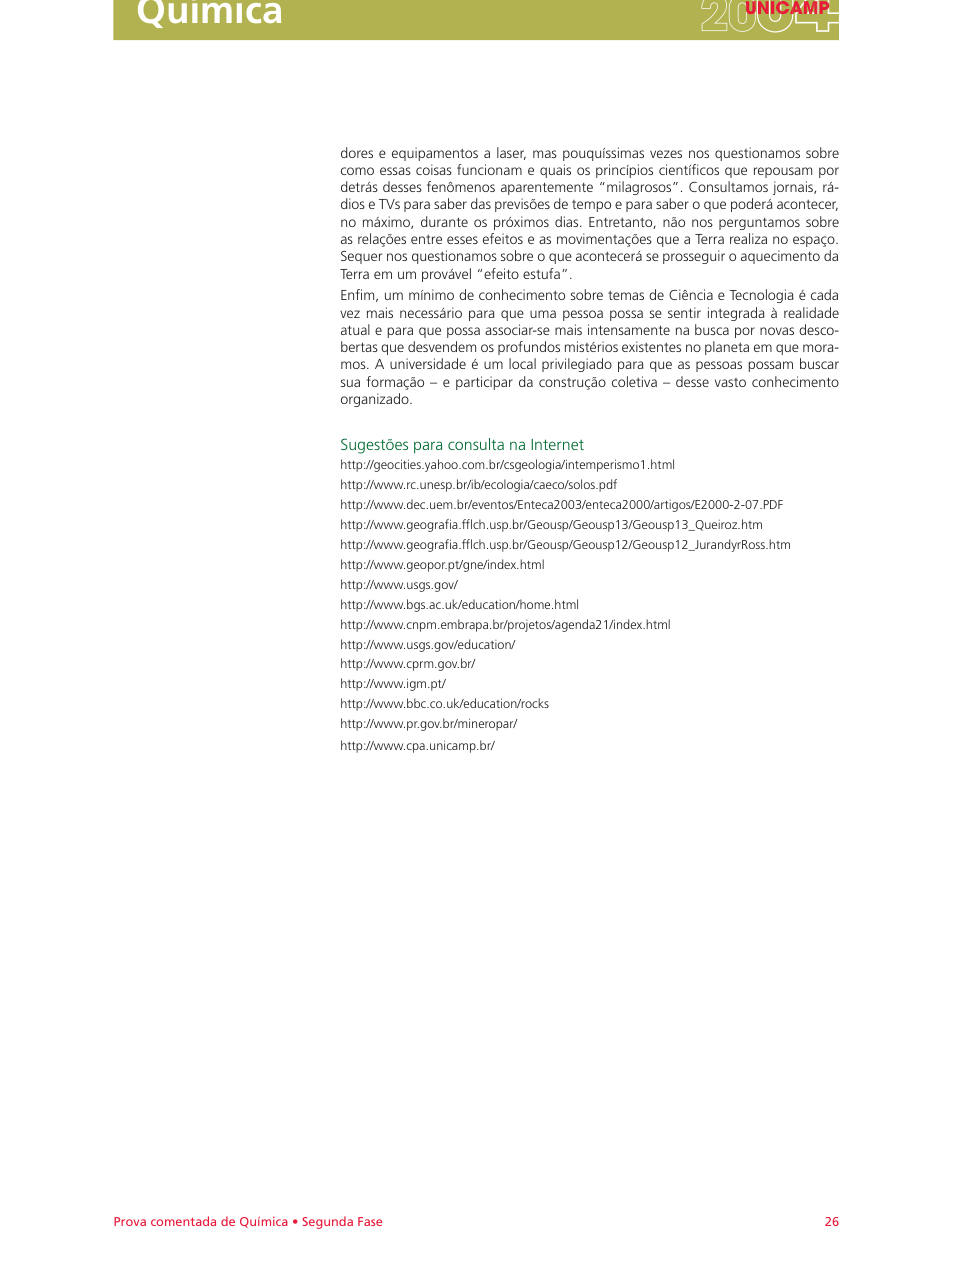 Química
2004
UNICAMP
dores e equipamentos a laser, mas pouquíssimas vezes nos questionamos sobre
como essas coisas funcionam e quais os princípios científicos que repousam por
detrás desses fenômenos aparentemente “milagrosos”. Consultamos jornais, rá-
dios e TVs para saber das previsões de tempo e para saber o que poderá acontecer,
no máximo, durante os próximos dias. Entretanto, não nos perguntamos sobre
as relações entre esses efeitos e as movimentações que a Terra realiza no espaço.
Sequer nos questionamos sobre o que acontecerá se prosseguir o aquecimento da
Terra em um provável “efeito estufa”.
Enfim, um mínimo de conhecimento sobre temas de Ciência e Tecnologia é cada
vez mais necessário para que uma pessoa possa se sentir integrada à realidade
atual e para que possa associar-se mais intensamente na busca por novas desco-
bertas que desvendem os profundos mistérios existentes no planeta em que mora-
mos. A universidade é um local privilegiado para que as pessoas possam buscar
sua formação – e participar da construção coletiva – desse vasto conhecimento
organizado.
Sugestões para consulta na Internet
http://geocities.yahoo.com.br/csgeologia/intemperismo1.html
http://www.rc.unesp.br/ib/ecologia/caeco/solos.pdf
http://www.dec.uem.br/eventos/Enteca2003/enteca2000/artigos/E2000-2-07.PDF
http://www.geografia.fflch.usp.br/Geousp/Geousp13/Geousp13_Queiroz.htm
http://www.geografia.fflch.usp.br/Geousp/Geousp12/Geousp12_JurandyrRoss.htm
http://www.geopor.pt/gne/index.html
http://www.usgs.gov/
http://www.bgs.ac.uk/education/home.html
http://www.cnpm.embrapa.br/projetos/agenda21/index.html
http://www.usgs.gov/education/
http://www.cprm.gov.br/
http://www.igm.pt/
http://www.bbc.co.uk/education/rocks
http://www.pr.gov.br/mineropar/
http://www.cpa.unicamp.br/
Prova comentada de Química • Segunda Fase
26